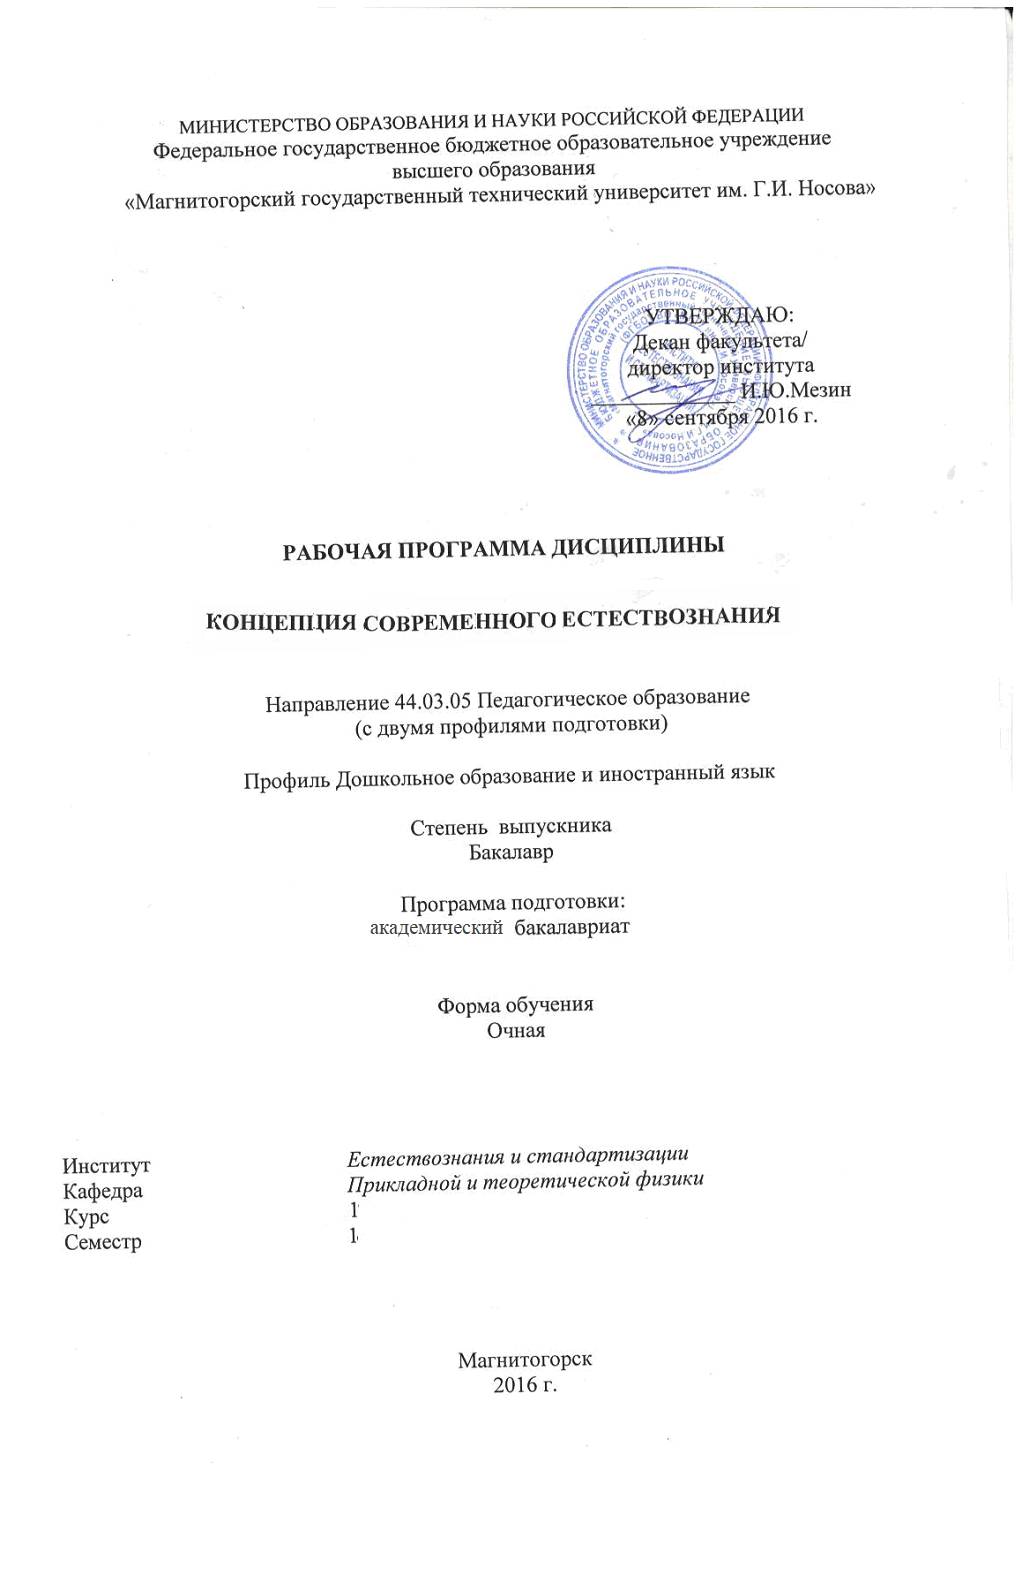 МИНИСТЕРСТВО ОБРАЗОВАНИЯ И НАУКИ РОССИЙСКОЙ ФЕДЕРАЦИИ
Федеральное государственное бюджетное образовательное учреждение
высшего образования
«Магнитогорский государственный технический университет им. Г.И. Носова»
УТВЕРЖДАЮ:
Декан факультета/
директор института
И.Ю.Мезин
«8» сентября 2016 г.
РАБОЧАЯ ПРОГРАММА ДИСЦИПЛИНЫ
КОНЦЕПЦИЯ СОВРЕМЕННОГО ЕСТЕСТВОЗНАНИЯ
Направление 44.03.05 Педагогическое образование
(с двумя профилями подготовки)
Профиль Дошкольное образование и иностранный язык
Степень выпускника
Бакалавр
Программа подготовки:
академический бакалавриат
Форма обучения
Очная
Институт Естествознания и стандартизации
Кафедра Прикладной и теоретической физики
Курс 1
Семестр 1
Магнитогорск
2016 г.